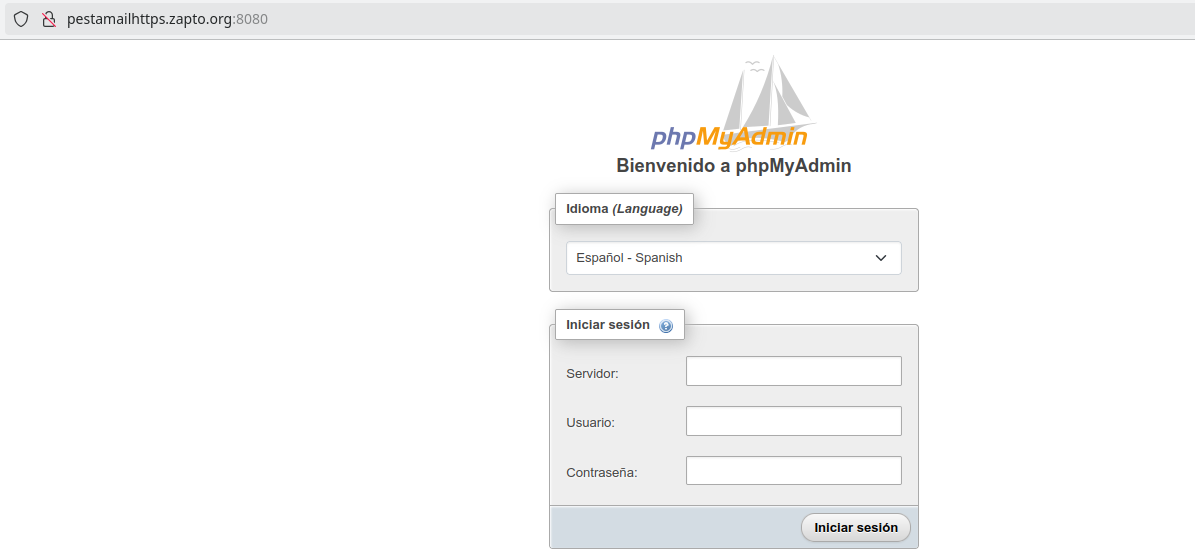 pestamailhttps.zapto.org:8080
phpMyAdmin
Bienvenido a phpMyAdmin
Idioma (Language)
Español - Spanish
Iniciar sesión
Servidor:
Usuario:
Contraseña:
Iniciar sesión